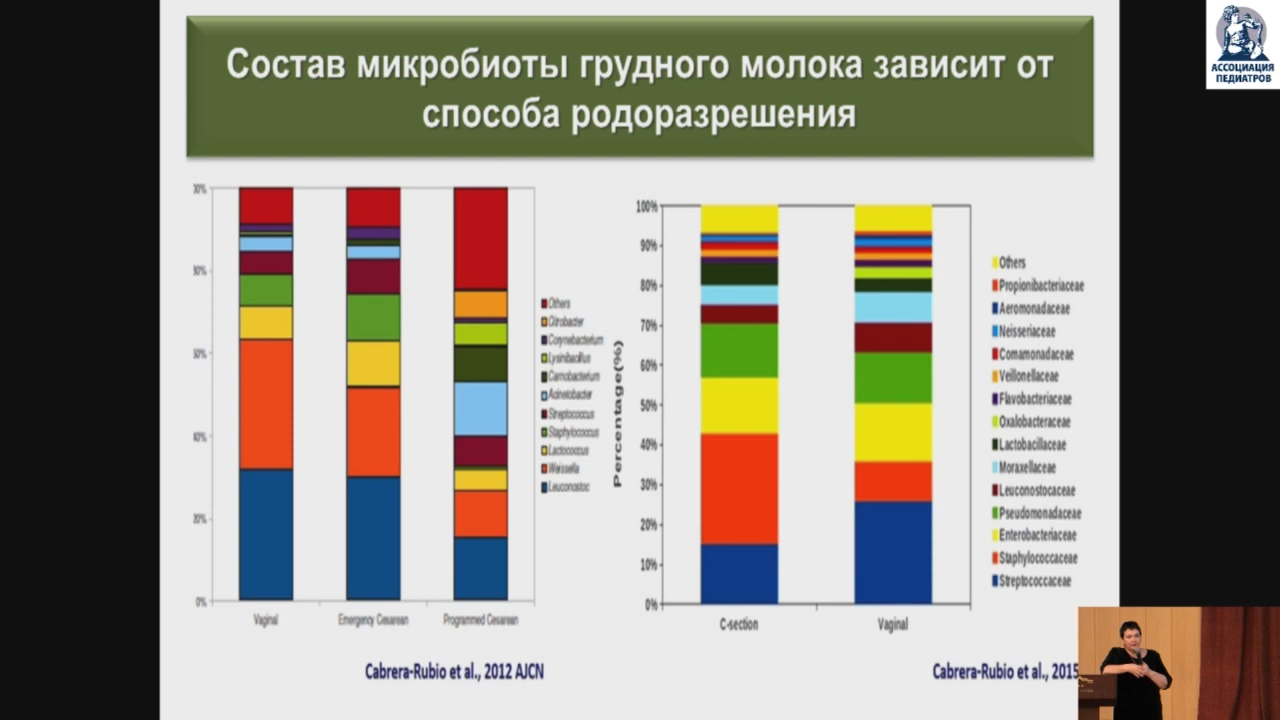 Состав микробиоты грудного молока зависит от
способа родоразрешения
АССОЦИАЦИЯ
ПЕДИАТРОВ
20%
0%
Vaginal
Emergency Cesarean
Programmed Cesarean
Others
Citrobacter
Corynebacterium
Lysinibacillus
Carnobacterium
Acinetobacter
Streptococcus
Staphylococcus
Lactococcus
Weissella
Leuconostoc
Cabrera-Rubio et al., 2012 AJCN
Percentage(%)
100%
90%
80%
70%
60%
50%
40%
30%
20%
10%
0%
C-section
Vaginal
Others
Propionibacteriaceae
Aeromonadaceae
Neisseriaceae
Comamonadaceae
Veillonellaceae
Flavobacteriaceae
Oxalobacteraceae
Lactobacillaceae
Moraxellaceae
Leuconostocaceae
Pseudomonadaceae
Enterobacteriaceae
Staphylococcaceae
Streptococcaceae
Cabrera-Rubio et al., 2015